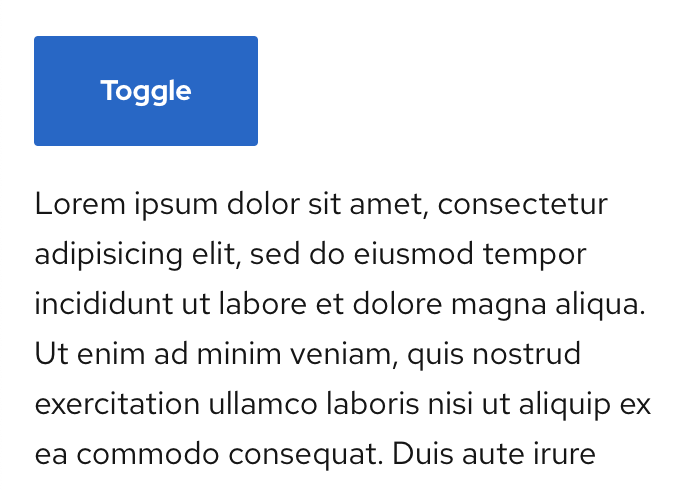 Toggle
Lorem ipsum dolor sit amet, consectetur
adipisicing elit, sed do eiusmod tempor
incididunt ut labore et dolore magna aliqua.
Ut enim ad minim veniam, quis nostrud
exercitation ullamco laboris nisi ut aliquip ex
ea commodo consequat. Duis aute irure